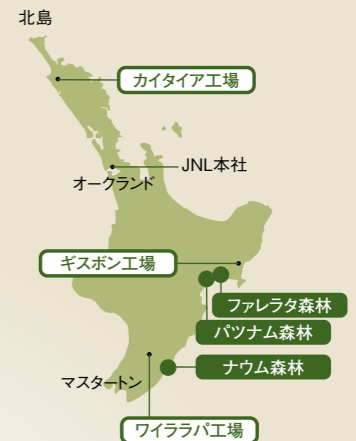 北島
カイタイア工場
JNL本社
オークランド
ギスボン工場
ファレラタ森林
パツナム森林
ナウム森林
マスタートン
ワイララパ工場